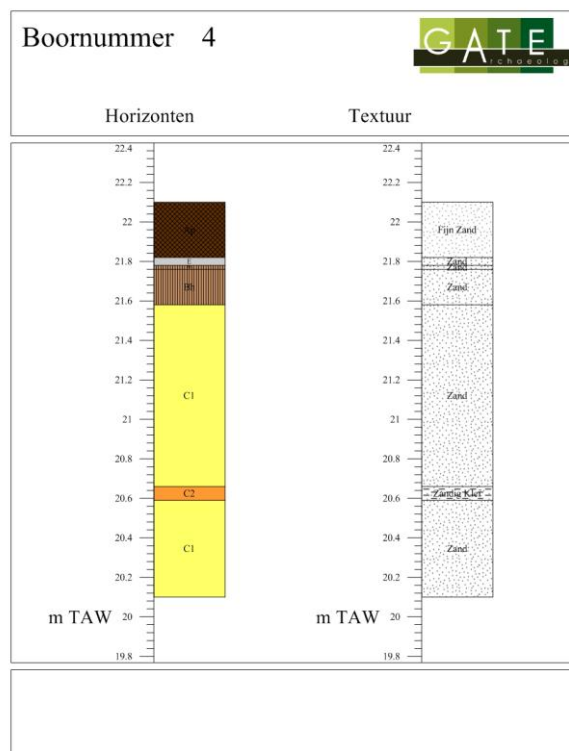 Boornummer 4
GATE
rchaeology
Horizonten Textuur
22.4 22.4
22.2 22.2
22 Ap 22 Fijn Zand
21.8 E 21.8 Zand
Zand
21.6 Bh 21.6 Zand
21.4 21.4
21.2 21.2
C1 Zand
21 21
20.8 20.8
20.6 C2 20.6 Zandig Klei
20.4 20.4
C1 Zand
20.2 20.2
m TAW 20 m TAW 20
19.8 19.8